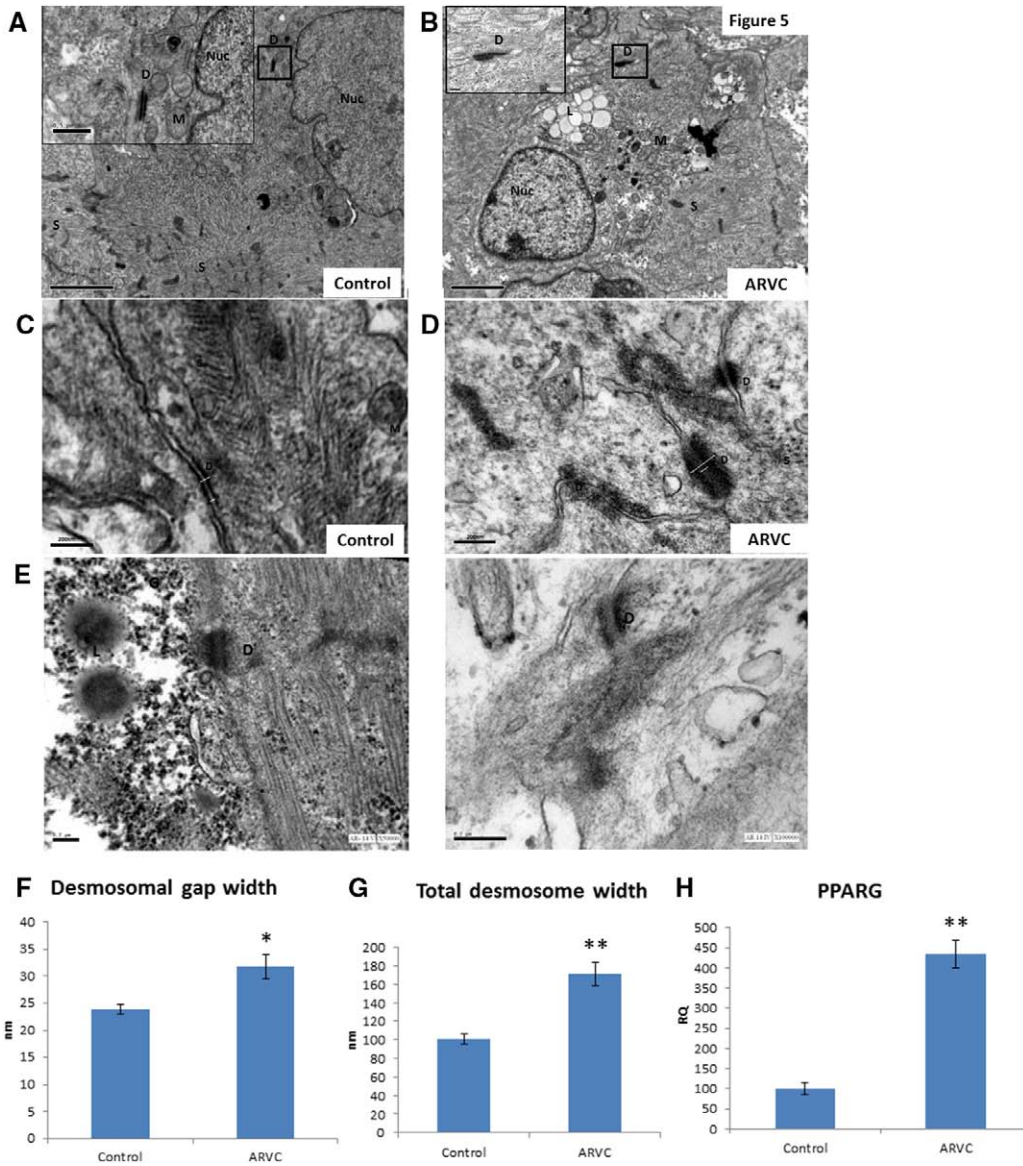 Figure 5
A
D
Nuc
D
Nuc
M
S
S
Control
B
D
D
L
M
Nuc
S
ARVC
C
S
M
D
200nm
Control
D
D
D
S
ARVC
E
G
L
D
D
F Desmosomal gap width
40
35
30
25
20
15
10
5
0
nm
*
Control ARVC
G Total desmosome width
200
180
160
140
120
100
80
60
40
20
0
nm
**
Control ARVC
H PPARG
500
450
400
350
300
250
200
150
100
50
0
RQ
**
Control ARVC